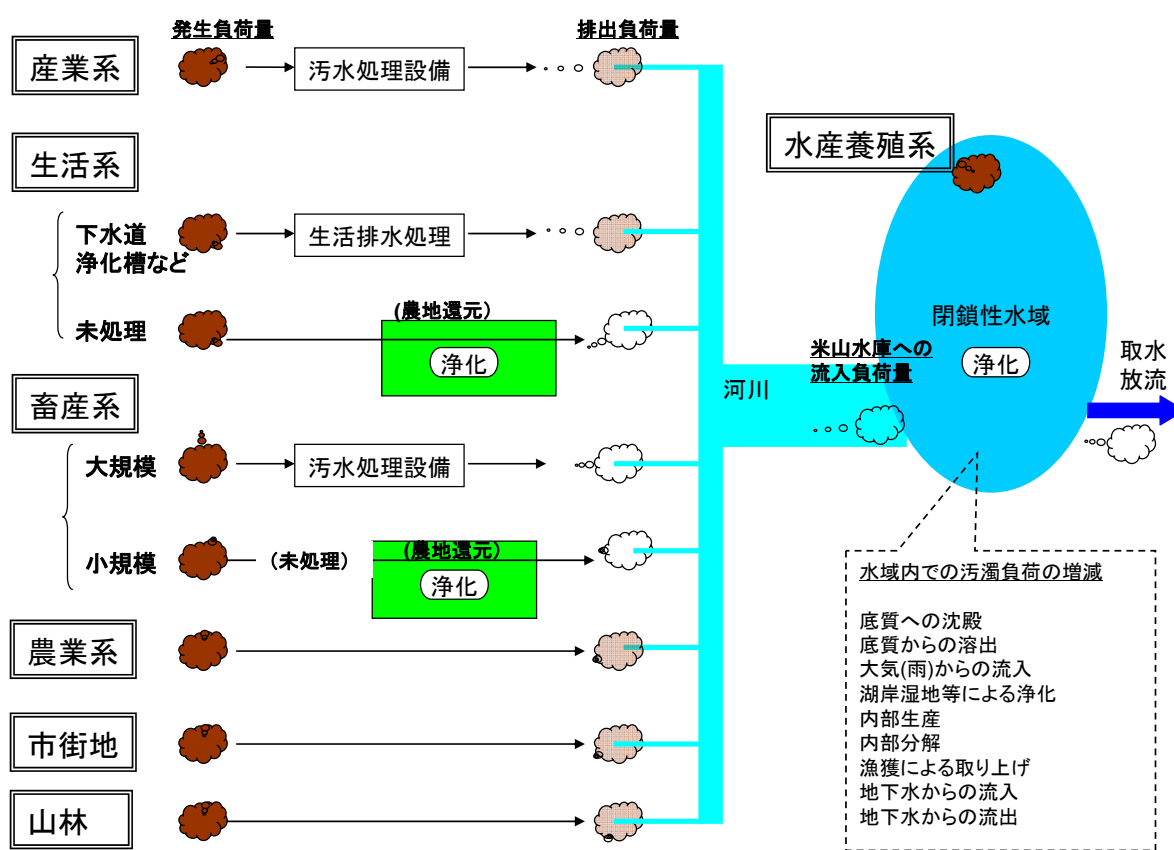 発生負荷量
排出負荷量
産業系
汚水処理設備
水産養殖系
生活系
下水道
浄化槽など
生活排水処理
未処理
(農地還元)
浄化
閉鎖性水域
浄化
米山水庫への
流入負荷量
河川
取水
放流
畜産系
大規模
汚水処理設備
小規模
(未処理)
(農地還元)
浄化
農業系
市街地
山林
水域内での汚濁負荷の増減
底質への沈殿
底質からの溶出
大気(雨)からの流入
湖岸湿地等による浄化
内部生産
内部分解
漁獲による取り上げ
地下水からの流入
地下水からの流出